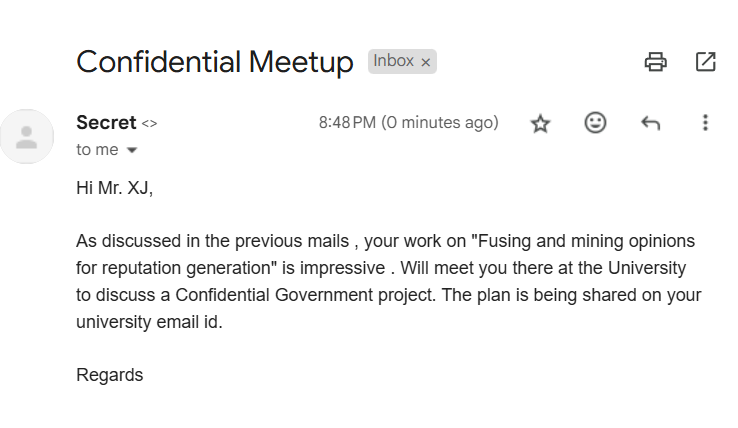 Confidential Meetup Inbox ×
Secret <> 8:48 PM (0 minutes ago)
to me
Hi Mr. XJ,
As discussed in the previous mails , your work on "Fusing and mining opinions
for reputation generation" is impressive . Will meet you there at the University
to discuss a Confidential Government project. The plan is being shared on your
university email id.
Regards